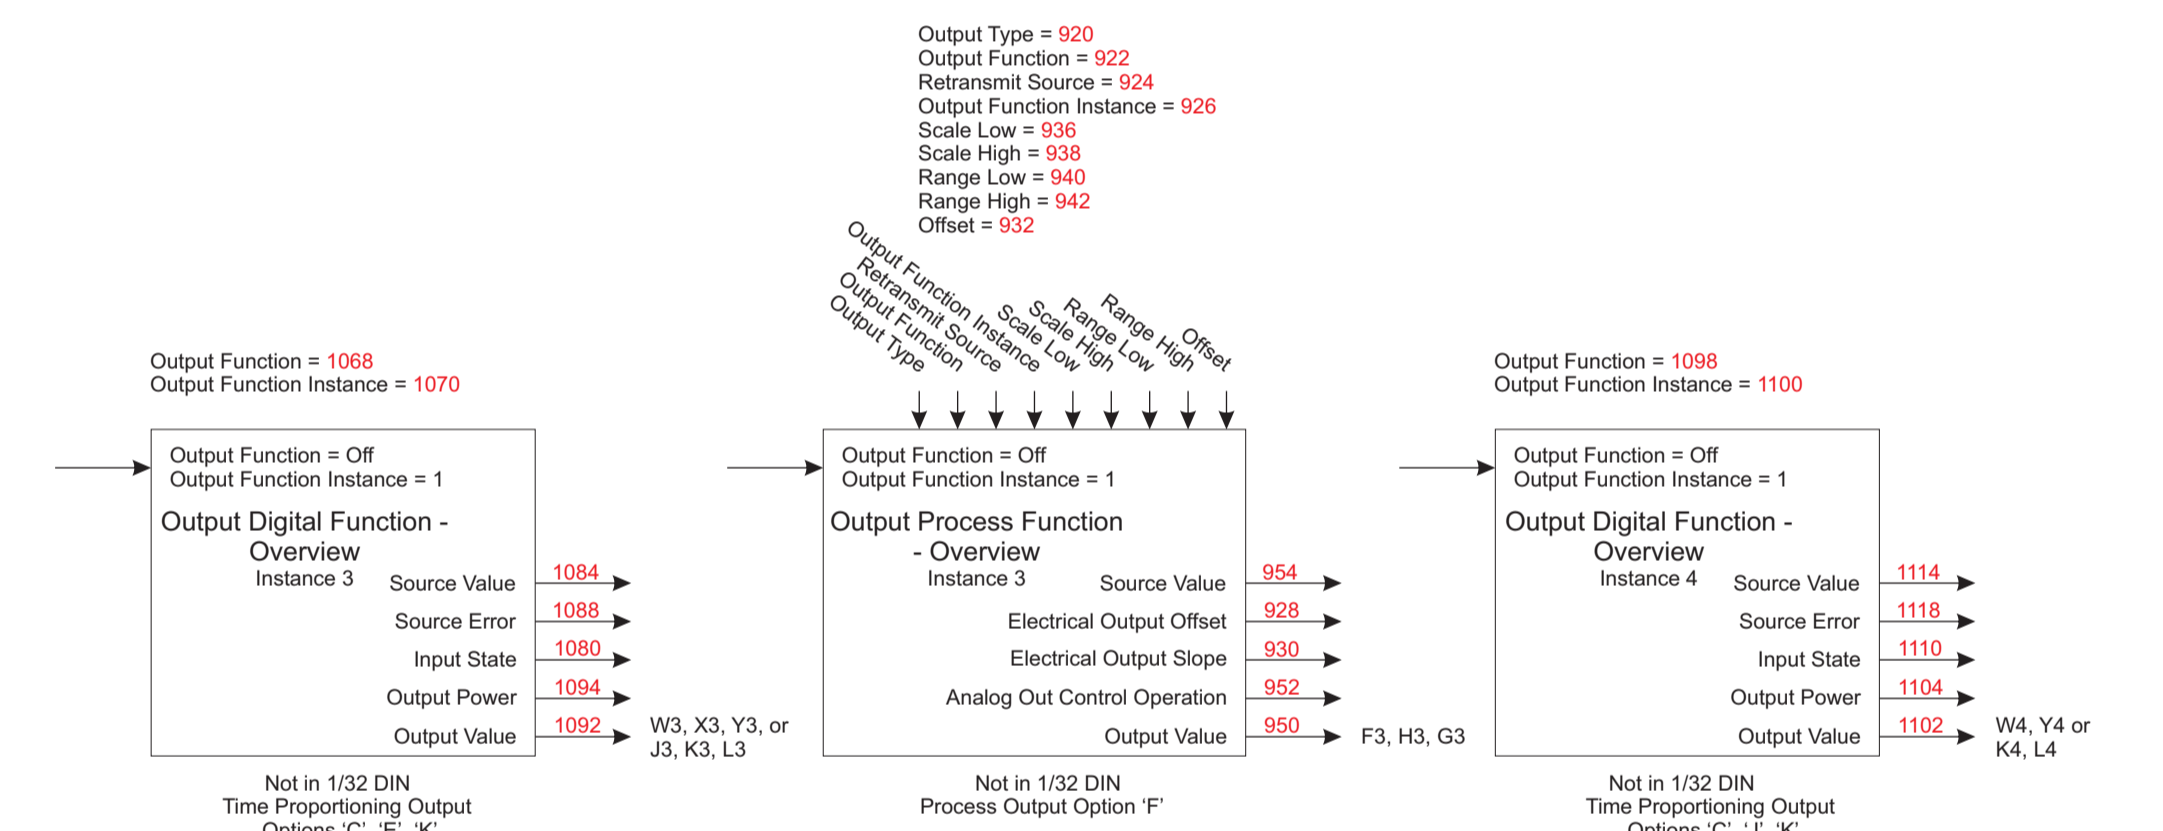 Output Type = 920
Output Function = 922
Retransmit Source = 924
Output Function Instance = 926
Scale Low = 936
Scale High = 938
Range Low = 940
Range High = 942
Offset = 932
Output Type
Output Function
Retransmit Source
Output Function Instance
Scale Low
Scale High
Range Low
Range High
Offset
Output Function = 1068
Output Function Instance = 1070
Output Function = Off
Output Function Instance = 1
Output Digital Function -
Overview
Instance 3
Source Value 1084
Source Error 1088
Input State 1080
Output Power 1094
Output Value 1092
W3, X3, Y3, or
J3, K3, L3
Not in 1/32 DIN
Time Proportioning Output
Options ‘C’, ‘E’, ‘K’
Output Function = Off
Output Function Instance = 1
Output Process Function
- Overview
Instance 3
Source Value 954
Electrical Output Offset 928
Electrical Output Slope 930
Analog Out Control Operation 952
Output Value 950
F3, H3, G3
Not in 1/32 DIN
Process Output Option ‘F’
Output Function = 1098
Output Function Instance = 1100
Output Function = Off
Output Function Instance = 1
Output Digital Function -
Overview
Instance 4
Source Value 1114
Source Error 1118
Input State 1110
Output Power 1104
Output Value 1102
W4, Y4 or
K4, L4
Not in 1/32 DIN
Time Proportioning Output
Options ‘C’, ‘J’, ‘K’